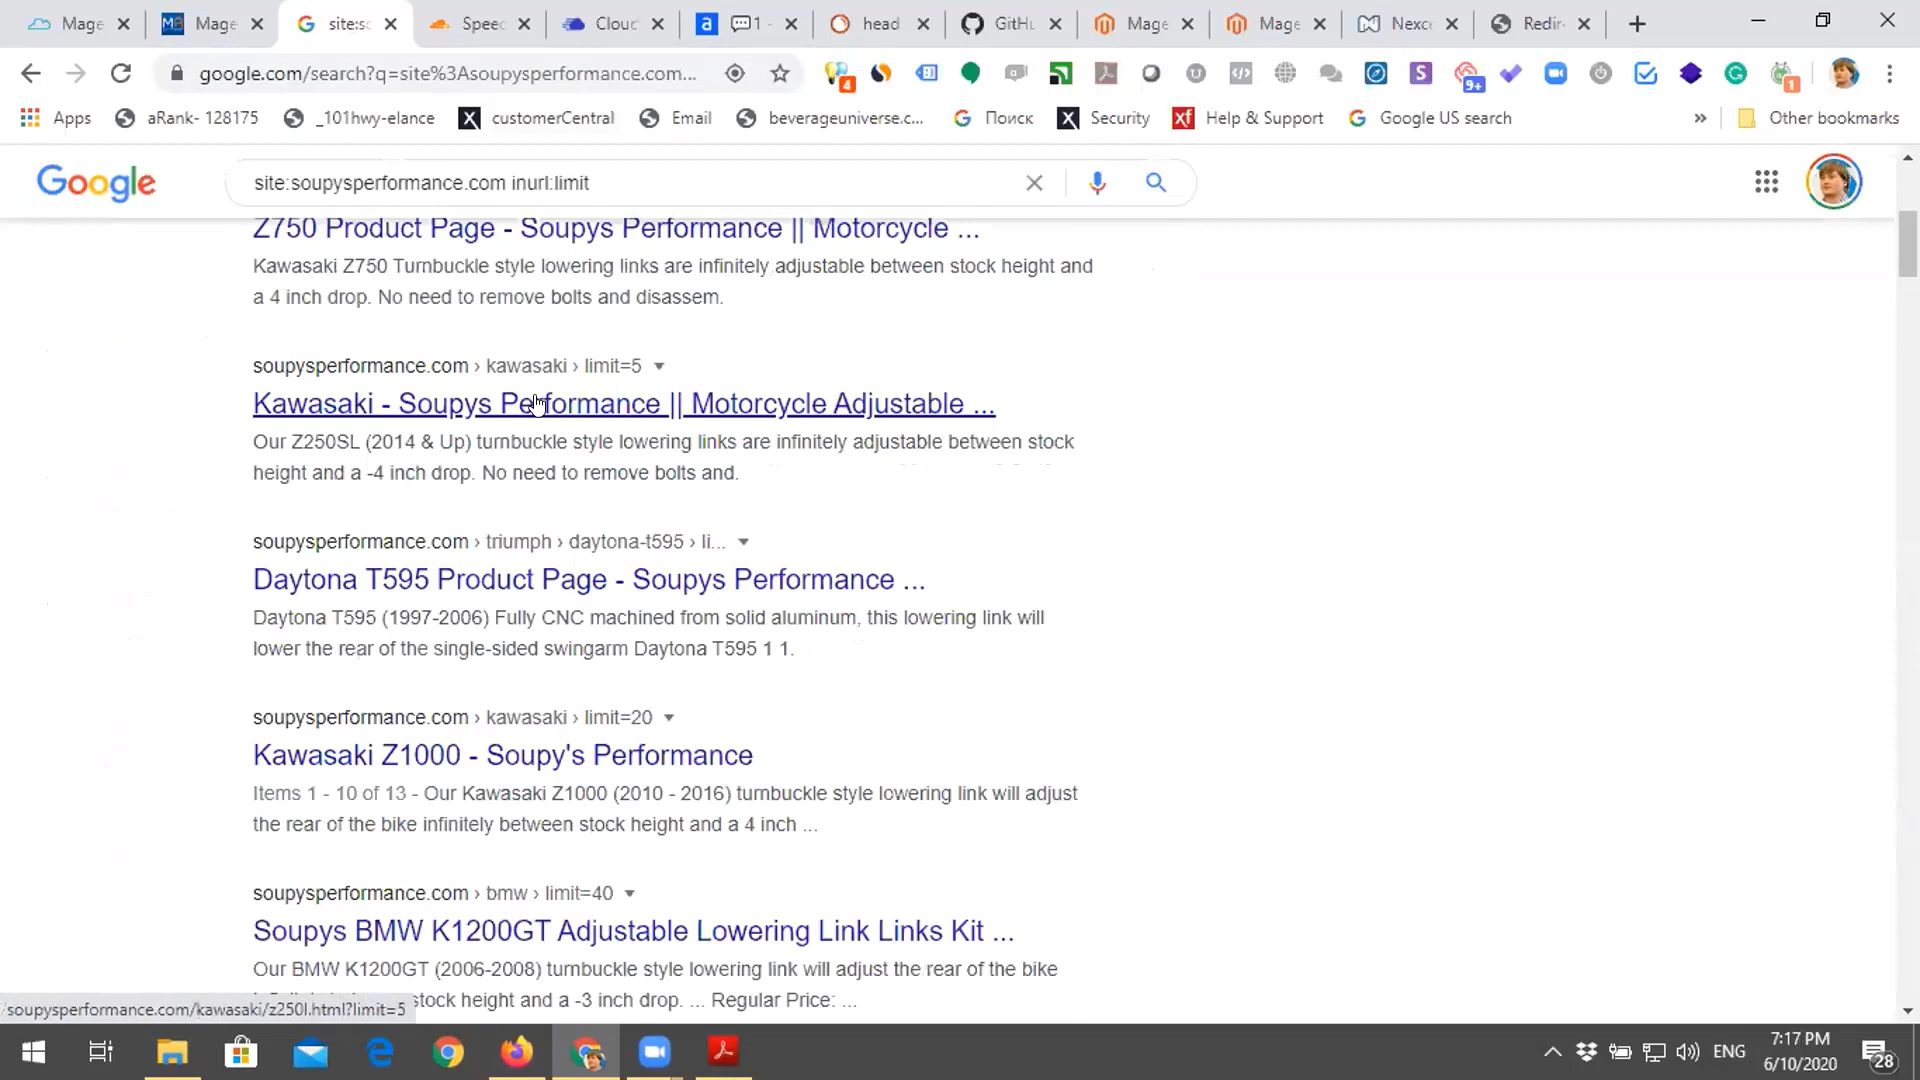 Mage
Mage
site:sc
Speec
Clouc
1 -
head
GitHu
Mage
Mage
Nexce
Redir
google.com/search?q=site%3Asoupysperformance.com...
4
9+
1
Apps
aRank- 128175
_101hwy-elance
customerCentral
Email
beverageuniverse.c...
Поиск
Security
Help & Support
Google US search
»
Other bookmarks
Google
site:soupysperformance.com inurl:limit
Z750 Product Page - Soupys Performance || Motorcycle ...
Kawasaki Z750 Turnbuckle style lowering links are infinitely adjustable between stock height and
a 4 inch drop. No need to remove bolts and disassem.
soupysperformance.com › kawasaki › limit=5
Kawasaki - Soupys Performance || Motorcycle Adjustable ...
Our Z250SL (2014 & Up) turnbuckle style lowering links are infinitely adjustable between stock
height and a -4 inch drop. No need to remove bolts and.
soupysperformance.com › triumph › daytona-t595 › li...
Daytona T595 Product Page - Soupys Performance ...
Daytona T595 (1997-2006) Fully CNC machined from solid aluminum, this lowering link will
lower the rear of the single-sided swingarm Daytona T595 1 1.
soupysperformance.com › kawasaki › limit=20
Kawasaki Z1000 - Soupy's Performance
Items 1 - 10 of 13 - Our Kawasaki Z1000 (2010 - 2016) turnbuckle style lowering link will adjust
the rear of the bike infinitely between stock height and a 4 inch ...
soupysperformance.com › bmw › limit=40
Soupys BMW K1200GT Adjustable Lowering Link Links Kit ...
Our BMW K1200GT (2006-2008) turnbuckle style lowering link will adjust the rear of the bike
stock height and a -3 inch drop. ... Regular Price: ...
soupysperformance.com/kawasaki/z250l.html?limit=5
ENG
7:17 PM
6/10/2020
28